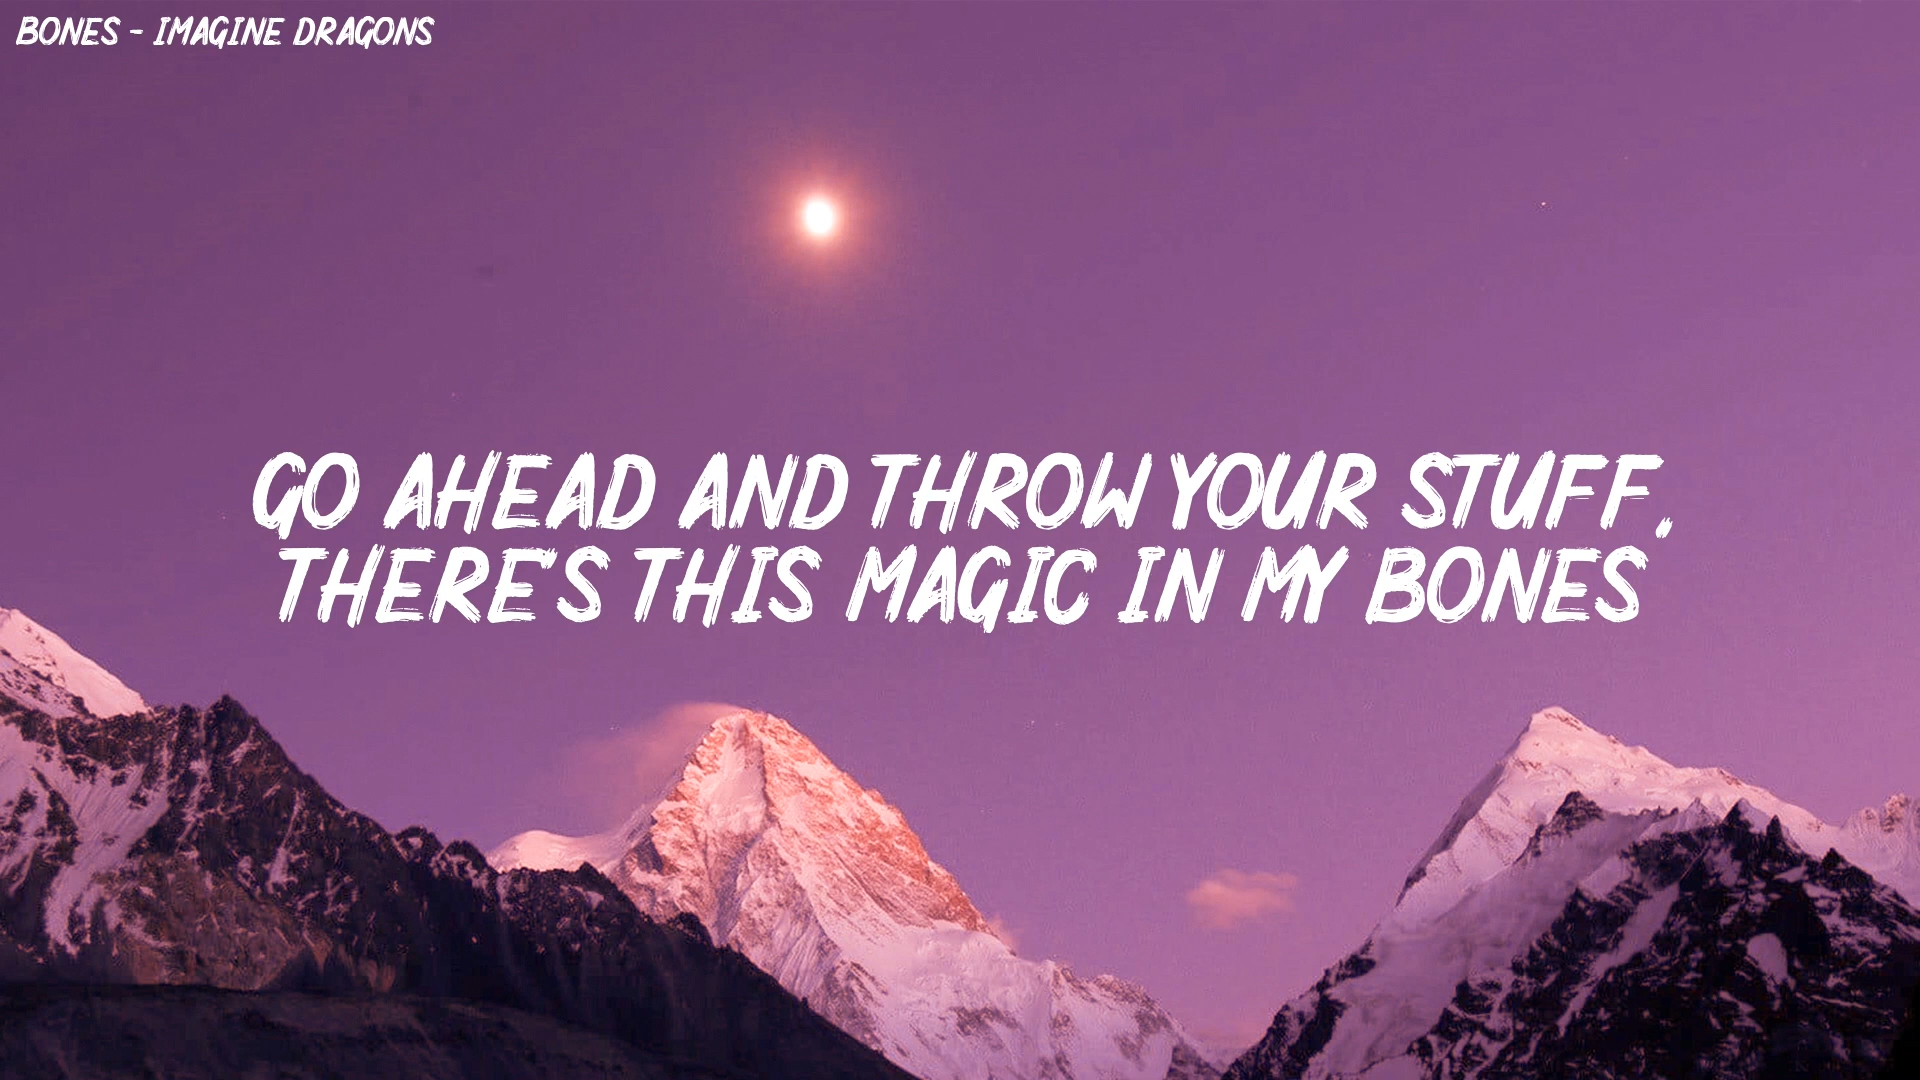 BONES - IMAGINE DRAGONS
GO AHEAD AND THROW YOUR STUFF,
THERE'S THIS MAGIC IN MY BONES